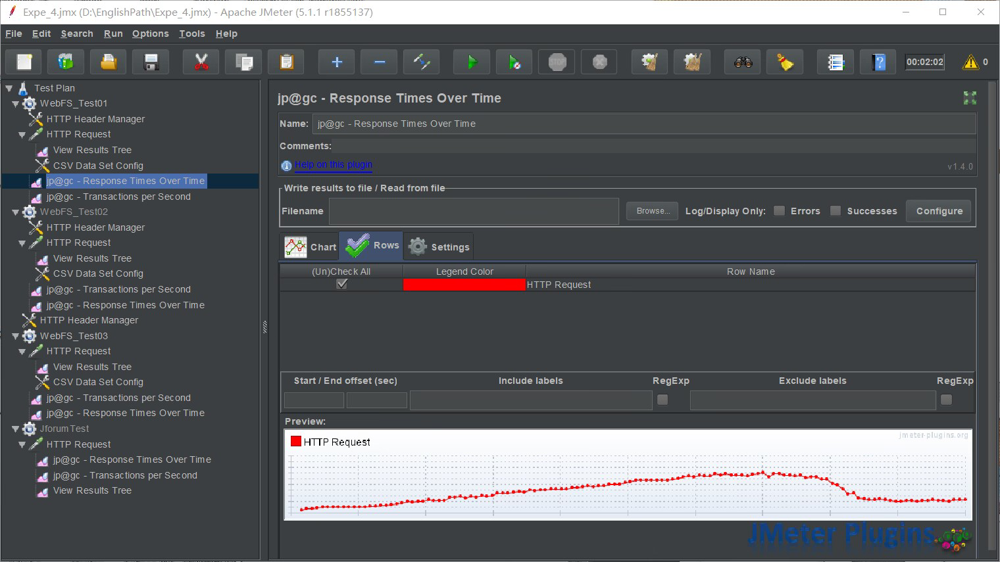 Expe_4.jmx (D:\EnglishPath\Expe_4.jmx) - Apache JMeter (5.1.1 r1855137)
File Edit Search Run Options Tools Help
STOP 00:02:02 0
Test Plan
WebFS_Test01
HTTP Header Manager
HTTP Request
View Results Tree
CSV Data Set Config
jp@gc - Response Times Over Time
jp@gc - Transactions per Second
WebFS_Test02
HTTP Header Manager
HTTP Request
View Results Tree
CSV Data Set Config
jp@gc - Transactions per Second
jp@gc - Response Times Over Time
HTTP Header Manager
WebFS_Test03
HTTP Request
View Results Tree
CSV Data Set Config
jp@gc - Transactions per Second
jp@gc - Response Times Over Time
JforumTest
HTTP Request
jp@gc - Response Times Over Time
jp@gc - Transactions per Second
View Results Tree
jp@gc - Response Times Over Time
Name: jp@gc - Response Times Over Time
Comments:
Help on this plugin v1.4.0
Write results to file / Read from file
Filename Browse... Log/Display Only: Errors Successes Configure
Chart Rows Settings
(Un)Check All Legend Color Row Name
HTTP Request
Start / End offset (sec) Include labels RegExp Exclude labels RegExp
Preview:
jmeter-plugins.org
HTTP Request
JMeter Plugins